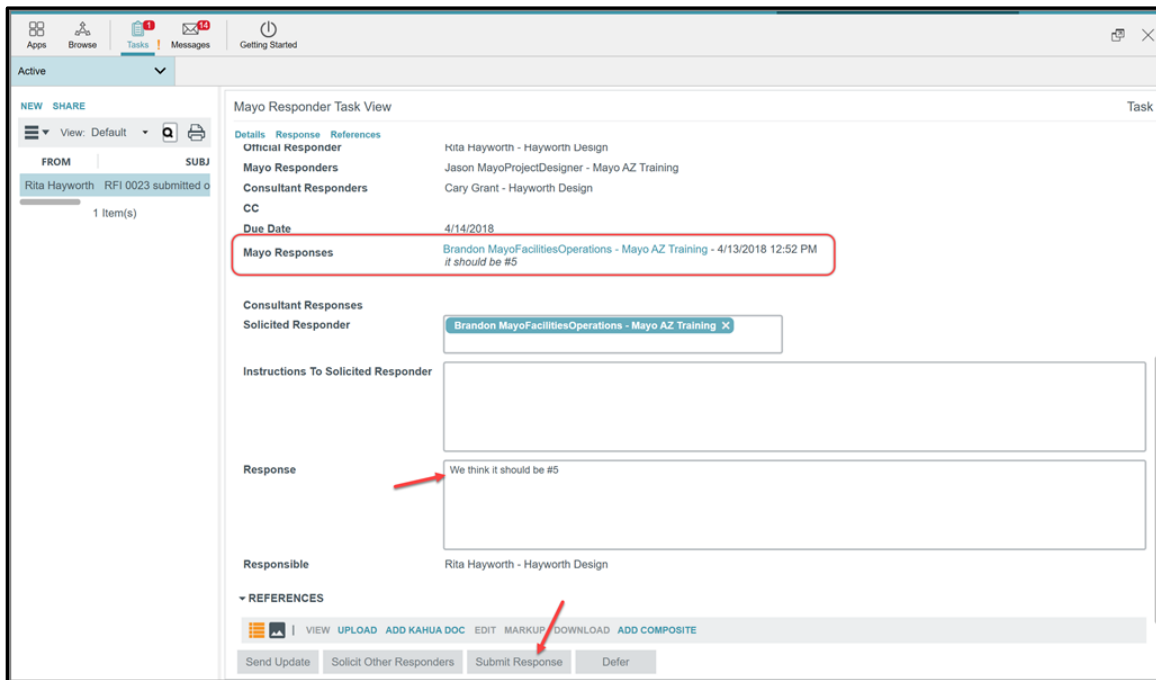 1 14
Apps Browse Tasks ! Messages Getting Started
Active
NEW SHARE
View: Default
FROM SUBJ
Rita Hayworth RFI 0023 submitted o
1 Item(s)
Mayo Responder Task View Task
Details Response References
Official Responder Rita Hayworth - Hayworth Design
Mayo Responders Jason MayoProjectDesigner - Mayo AZ Training
Consultant Responders Cary Grant - Hayworth Design
CC
Due Date 4/14/2018
Mayo Responses Brandon MayoFacilitiesOperations - Mayo AZ Training - 4/13/2018 12:52 PM
it should be #5
Consultant Responses
Solicited Responder Brandon MayoFacilitiesOperations - Mayo AZ Training X
Instructions To Solicited Responder
Response We think it should be #5
Responsible Rita Hayworth - Hayworth Design
REFERENCES
VIEW UPLOAD ADD KAHUA DOC EDIT MARKUP DOWNLOAD ADD COMPOSITE
Send Update Solicit Other Responders Submit Response Defer